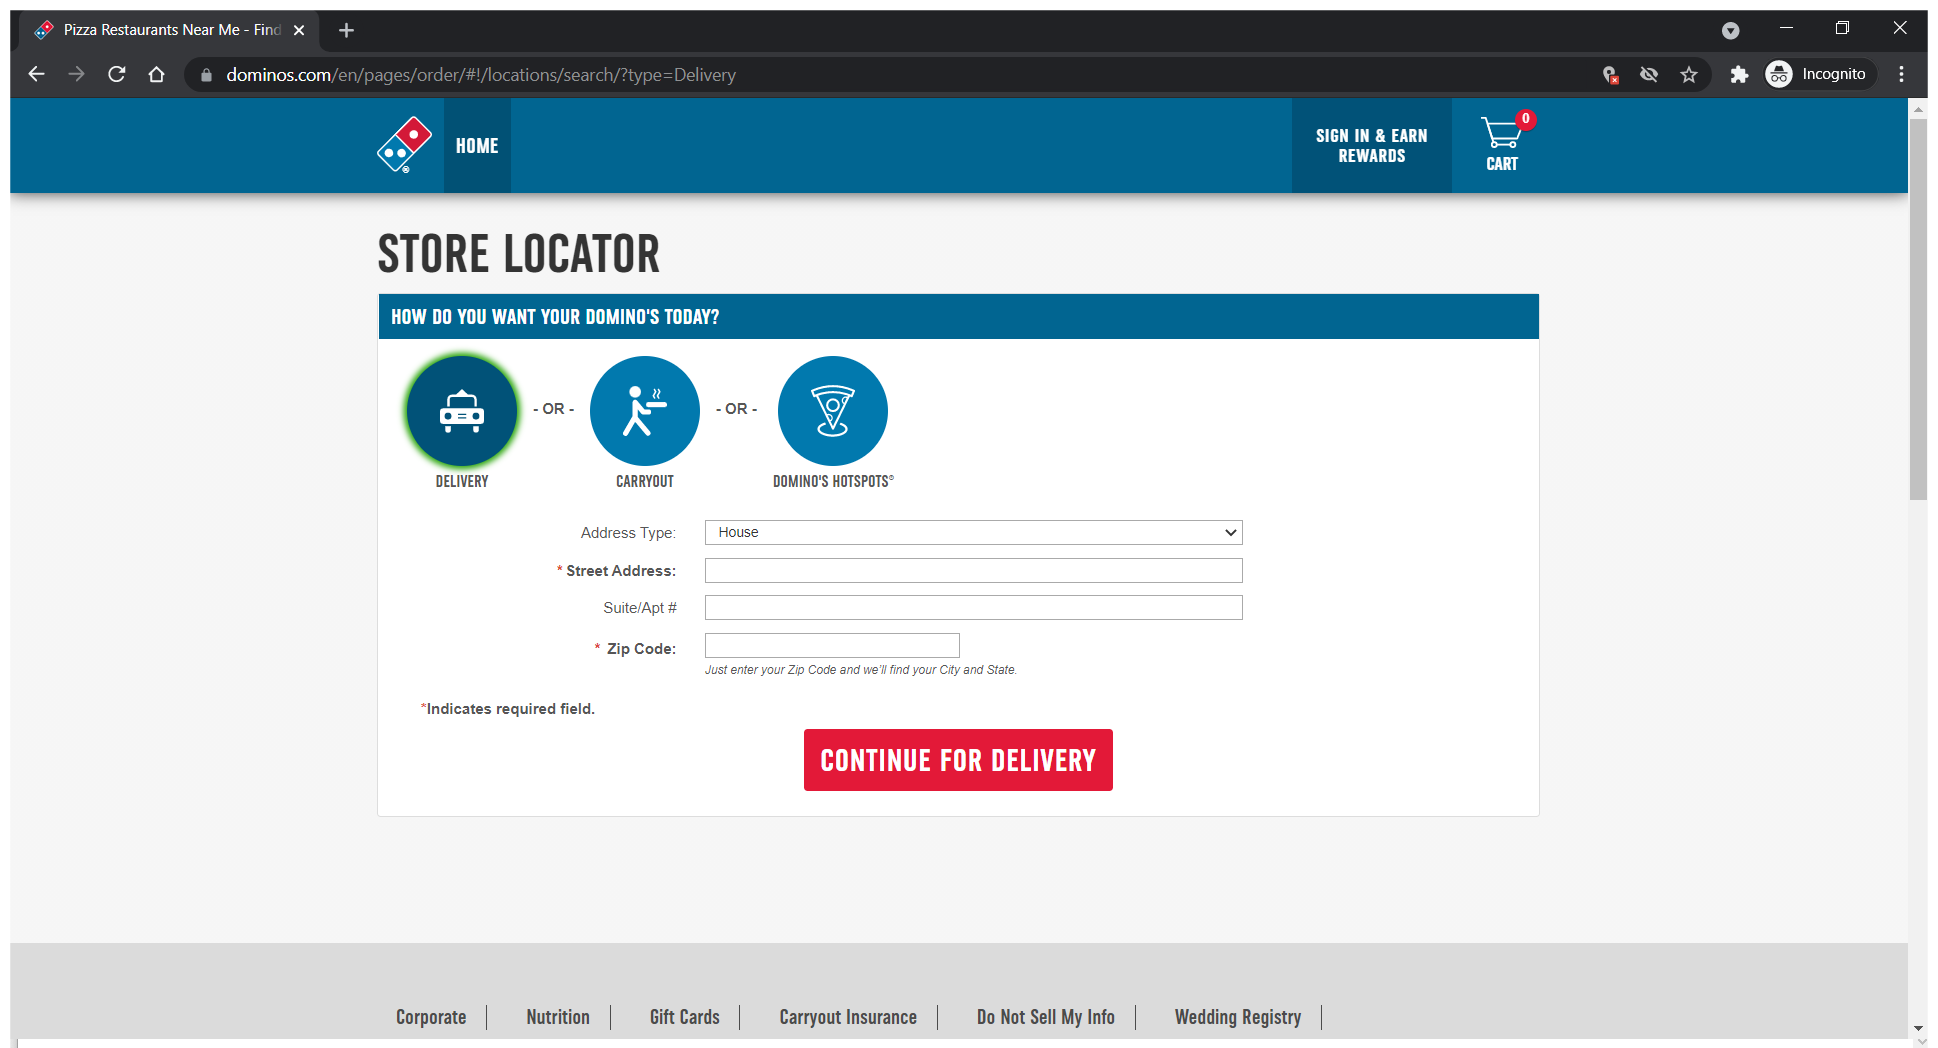 Pizza Restaurants Near Me - Find
dominos.com/en/pages/order/#!/locations/search/?type=Delivery
Incognito
HOME
SIGN IN & EARN
REWARDS
0
CART
STORE LOCATOR
HOW DO YOU WANT YOUR DOMINO'S TODAY?
- OR -
- OR -
DELIVERY
CARRYOUT
DOMINO'S HOTSPOTS®
Address Type:
House
* Street Address:
Suite/Apt #
* Zip Code:
Just enter your Zip Code and we'll find your City and State.
*Indicates required field.
CONTINUE FOR DELIVERY
Corporate
Nutrition
Gift Cards
Carryout Insurance
Do Not Sell My Info
Wedding Registry